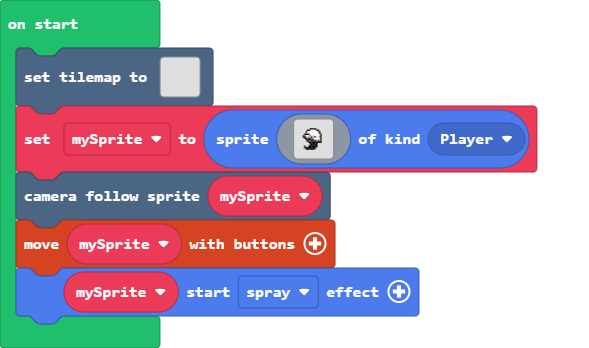 on start
set tilemap to
set mySprite to sprite of kind Player
camera follow sprite mySprite
move mySprite with buttons
mySprite start spray effect